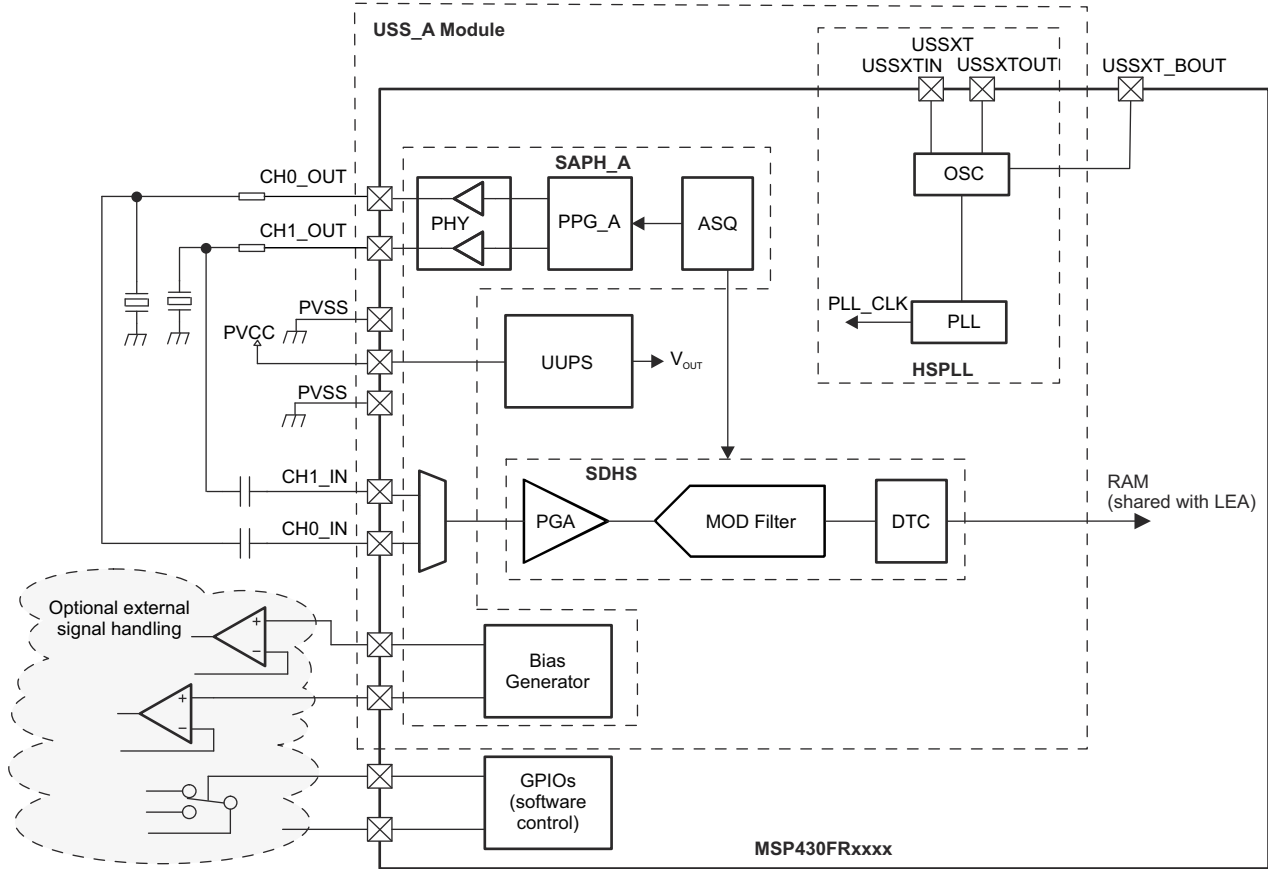 USS_A Module
USSXT
USSXTIN
USSXTOUT
USSXT_BOUT
SAPH_A
CH0_OUT
PHY
PPG_A
ASQ
OSC
CH1_OUT
PVSS
PVCC
UUPS
VOUT
PLL_CLK
PLL
HSPLL
PVSS
SDHS
CH1_IN
PGA
MOD Filter
DTC
RAM
(shared with LEA)
CH0_IN
Optional external
signal handling
+
−
Bias
Generator
+
−
GPIOs
(software
control)
MSP430FRxxxx